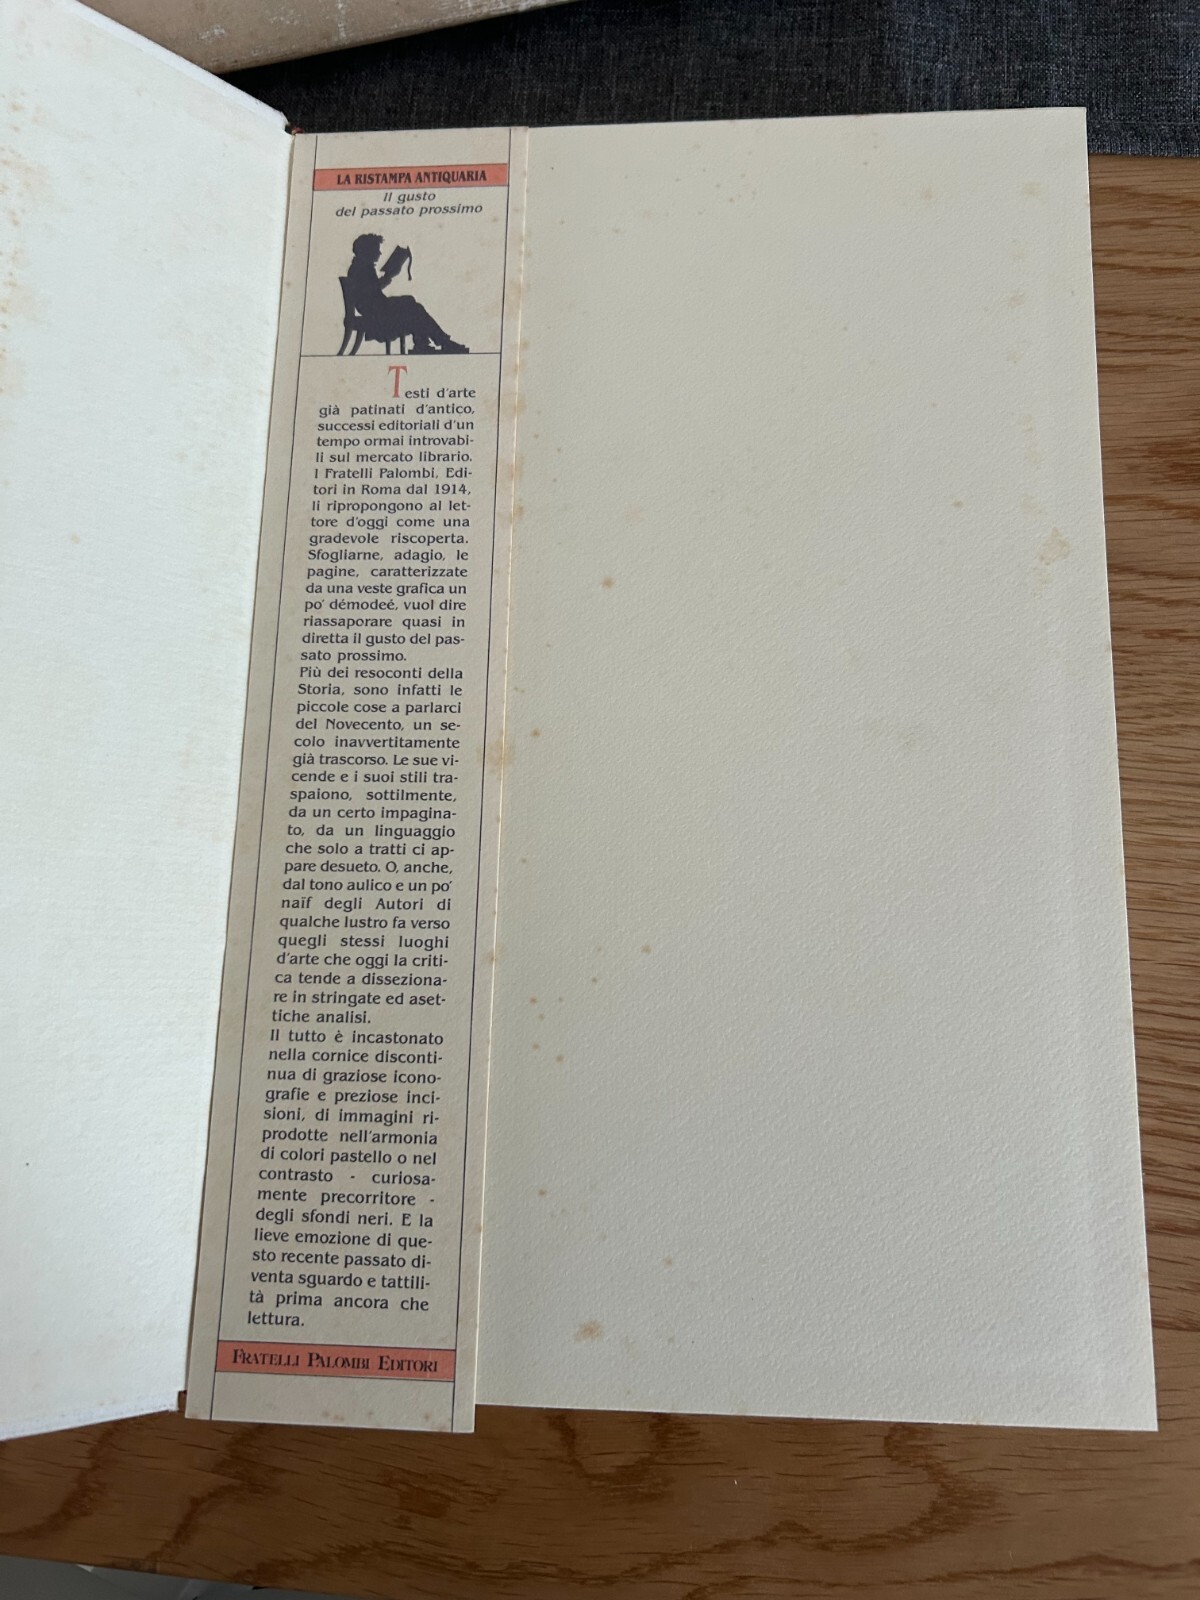 LA RISTAMPA ANTIQUARIA
Il gusto
del passato prossimo
Testi d'arte
già patinati d'antico,
successi editoriali d'un
tempo ormai introvabi-
li sul mercato librario.
I Fratelli Palombi, Edi-
tori in Roma dal 1914,
li ripropongono al let-
tore d'oggi come una
gradevole riscoperta.
Sfogliarne, adagio, le
pagine, caratterizzate
da una veste grafica un
po' démodeé, vuol dire
riassaporare quasi in
diretta il gusto del pas-
sato prossimo.
Più dei resoconti della
Storia, sono infatti le
piccole cose a parlarci
del Novecento, un se-
colo inavvertitamente
già trascorso. Le sue vi-
cende e i suoi stili tra-
spaiono, sottilmente,
da un certo impagina-
to, da un linguaggio
che solo a tratti ci ap-
pare desueto. O, anche,
dal tono aulico e un po'
naïf degli Autori di
qualche lustro fa verso
quegli stessi luoghi
d'arte che oggi la criti-
ca tende a disseziona-
re in stringate ed aset-
tiche analisi.
Il tutto è incastonato
nella cornice disconti-
nua di graziose icono-
grafie e preziose inci-
sioni, di immagini ri-
prodotte nell'armonia
di colori pastello o nel
contrasto - curiosa-
mente precorritore -
degli sfondi neri. E la
lieve emozione di que-
sto recente passato di-
venta sguardo e tattili-
tà prima ancora che
lettura.
FRATELLI PALOMBI EDITORI